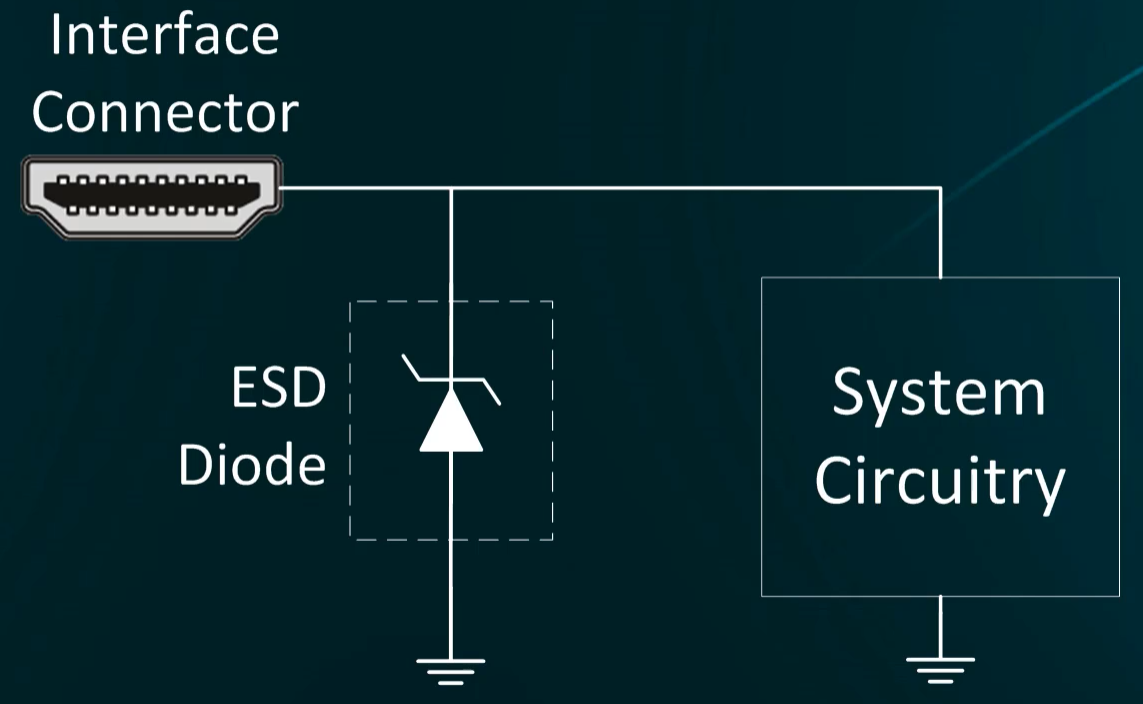 Interface
Connector
ESD
Diode
System
Circuitry